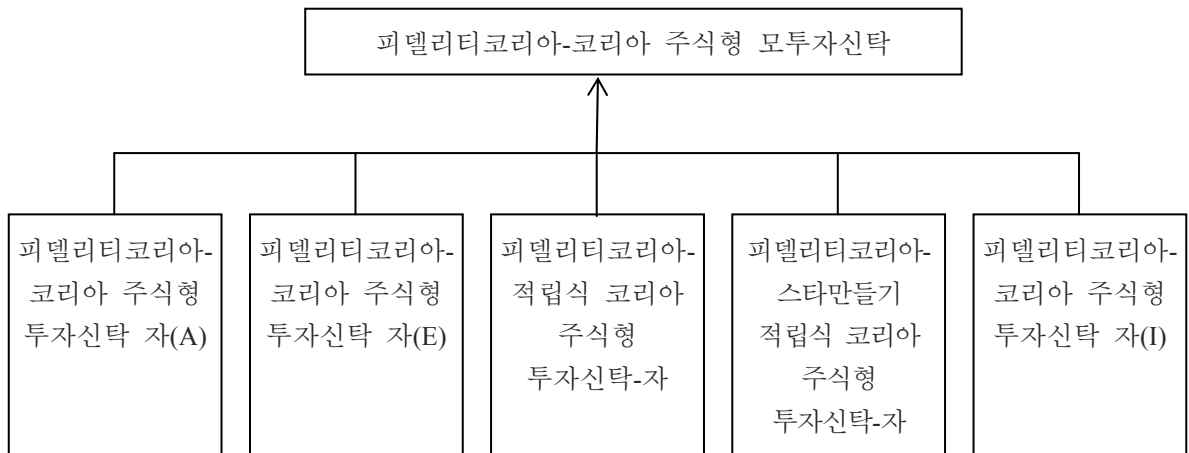 피델리티코리아-코리아 주식형 모투자신탁
피델리티코리아-
코리아 주식형
투자신탁 자(A)
피델리티코리아-
코리아 주식형
투자신탁 자(E)
피델리티코리아-
적립식 코리아
주식형
투자신탁-자
피델리티코리아-
스타만들기
적립식 코리아
주식형
투자신탁-자
피델리티코리아-
코리아 주식형
투자신탁 자(I)